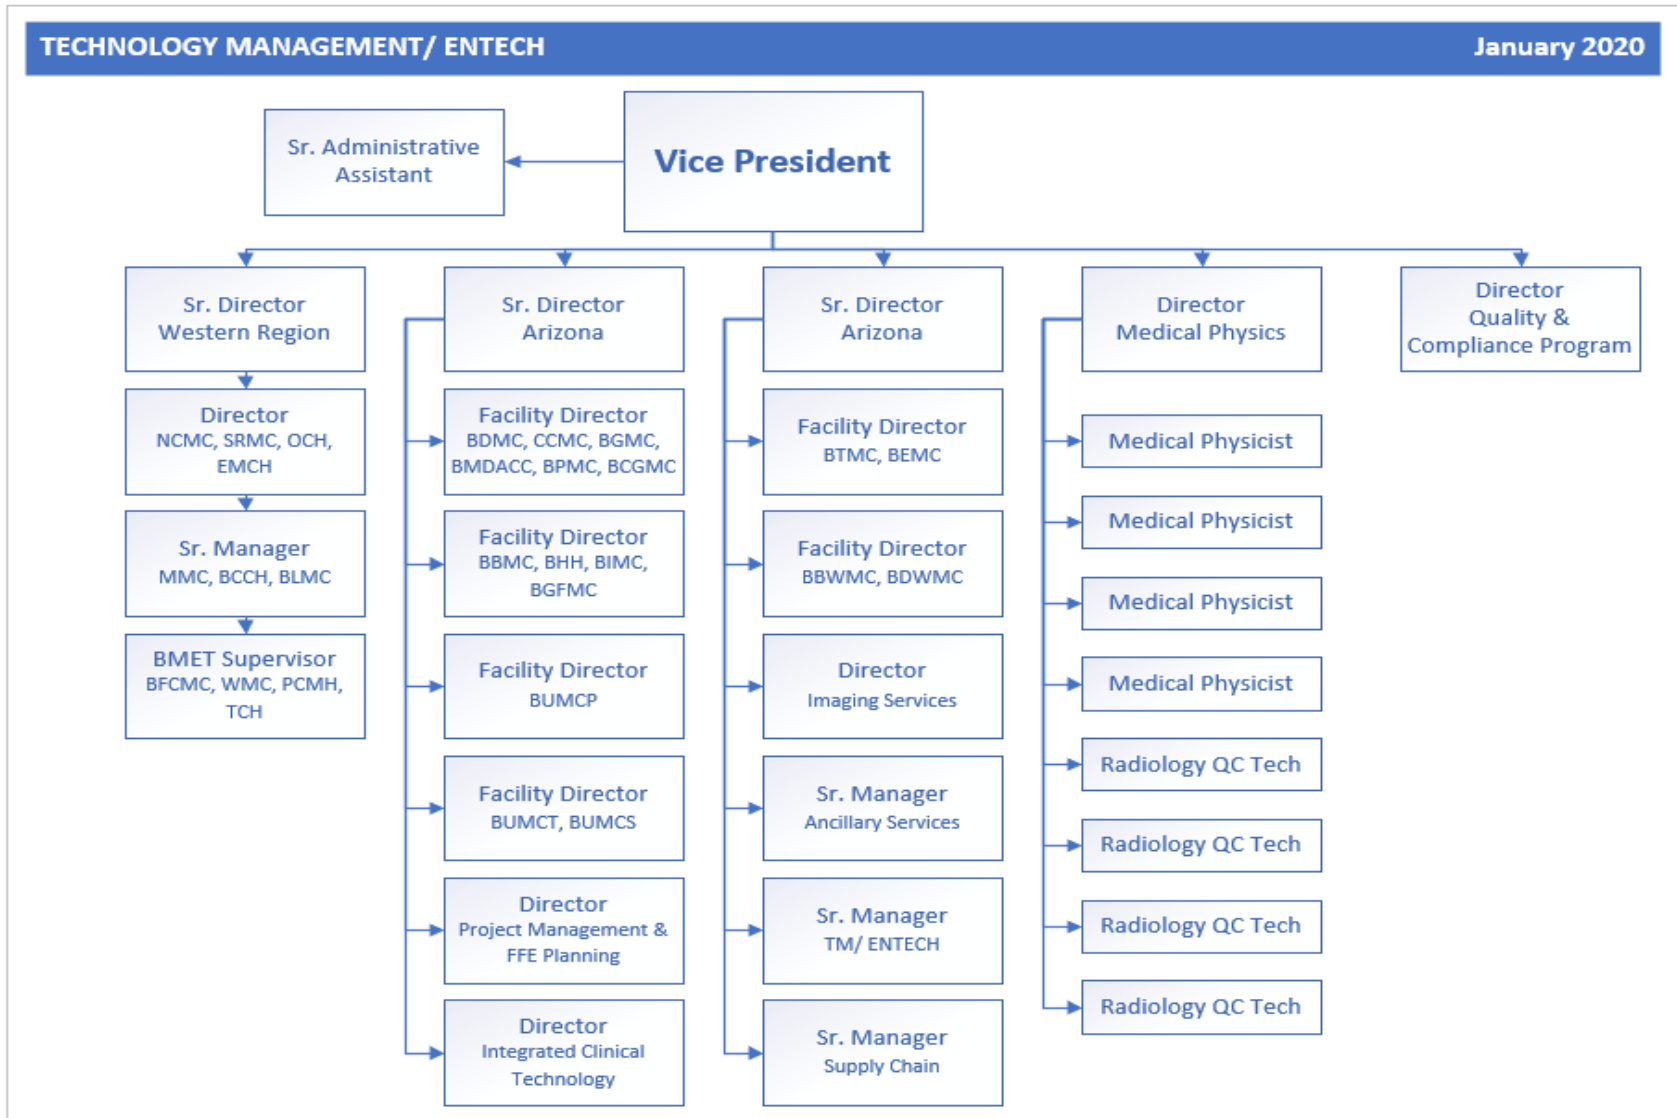 TECHNOLOGY MANAGEMENT/ ENTECH
January 2020
Sr. Administrative
Assistant
Vice President
Sr. Director
Western Region
Director
NCMC, SRMC, OCH,
EMCH
Sr. Manager
MMC, BCCH, BLMC
BMET Supervisor
BFCMC, WMC, PCMH,
TCH
Sr. Director
Arizona
Facility Director
BDMC, CCMC, BGMC,
BMDACC, BPMC, BCGMC
Facility Director
BBMC, BHH, BIMC,
BGFMC
Facility Director
BUMCP
Facility Director
BUMCT, BUMCS
Director
Project Management &
FFE Planning
Director
Integrated Clinical
Technology
Sr. Director
Arizona
Facility Director
BTMC, BEMC
Facility Director
BBWMC, BDWMC
Director
Imaging Services
Sr. Manager
Ancillary Services
Sr. Manager
TM/ ENTECH
Sr. Manager
Supply Chain
Director
Medical Physics
Medical Physicist
Medical Physicist
Medical Physicist
Medical Physicist
Radiology QC Tech
Radiology QC Tech
Radiology QC Tech
Radiology QC Tech
Director
Quality &
Compliance Program